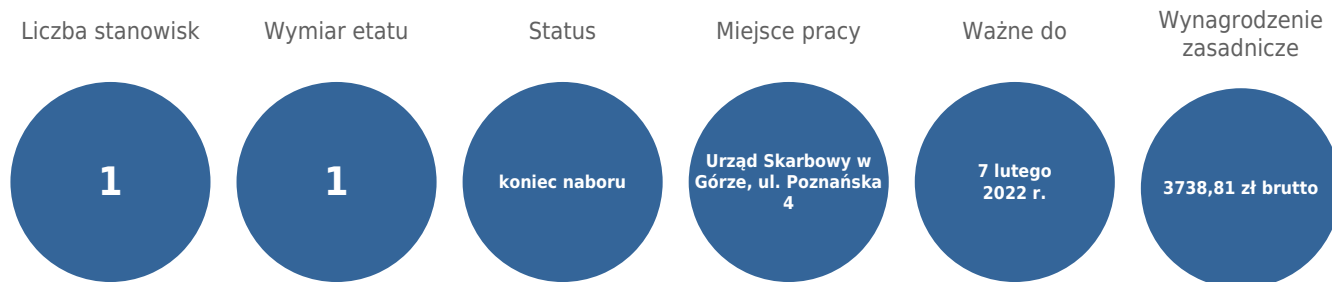 Liczba stanowisk
1
Wymiar etatu
1
Status
koniec naboru
Miejsce pracy
Urząd Skarbowy w
Górze, ul. Poznańska
4
Ważne do
7 lutego
2022 r.
Wynagrodzenie
zasadnicze
3738,81 zł brutto